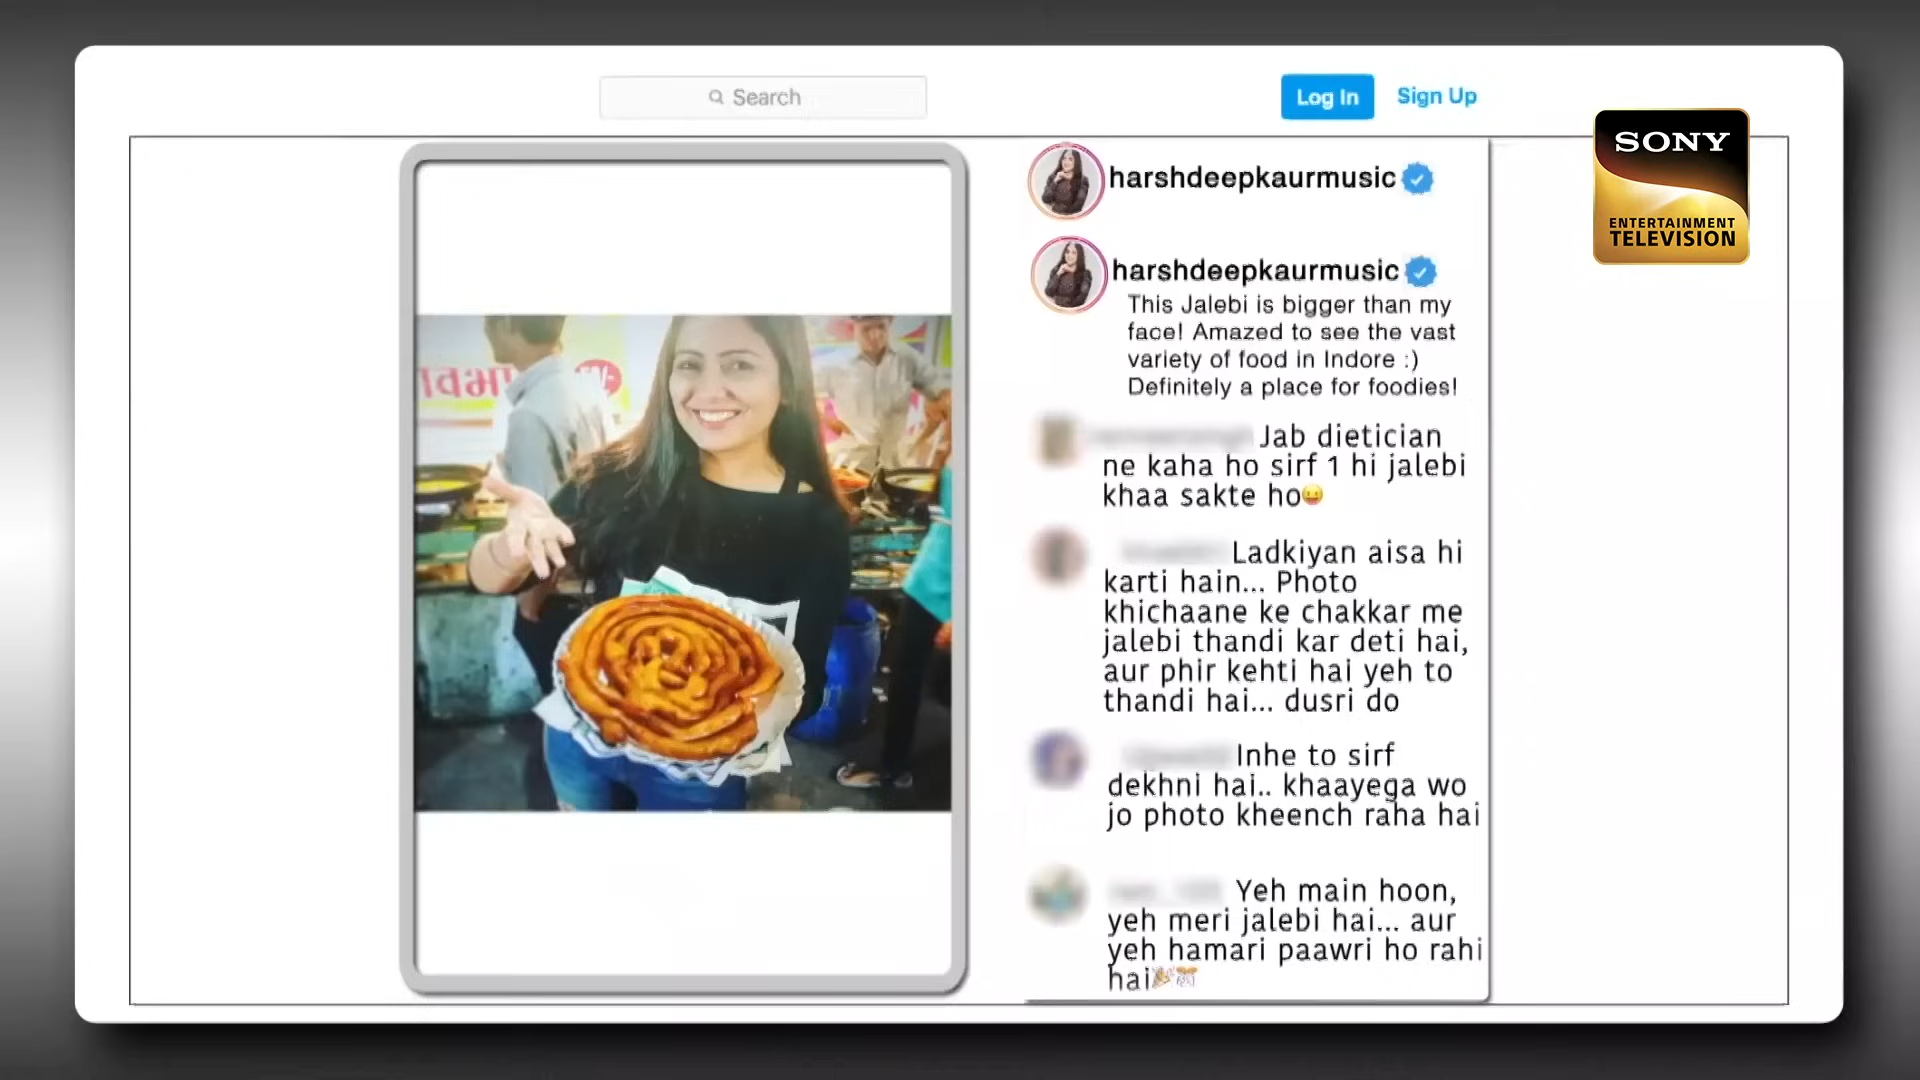 Search
Log In
Sign Up
SONY
ENTERTAINMENT
TELEVISION
harshdeepkaurmusic
harshdeepkaurmusic
This Jalebi is bigger than my
face! Amazed to see the vast
variety of food in Indore :)
Definitely a place for foodies!
Jab dietician
ne kaha ho sirf 1 hi jalebi
khaa sakte ho😛
Ladkiyan aisa hi
karti hain... Photo
khichaane ke chakkar me
jalebi thandi kar deti hai,
aur phir kehti hai yeh to
thandi hai... dusri do
Inhe to sirf
dekhni hai.. khaayega wo
jo photo kheench raha hai
Yeh main hoon,
yeh meri jalebi hai... aur
yeh hamari paawri ho rahi
hai🎉🎊